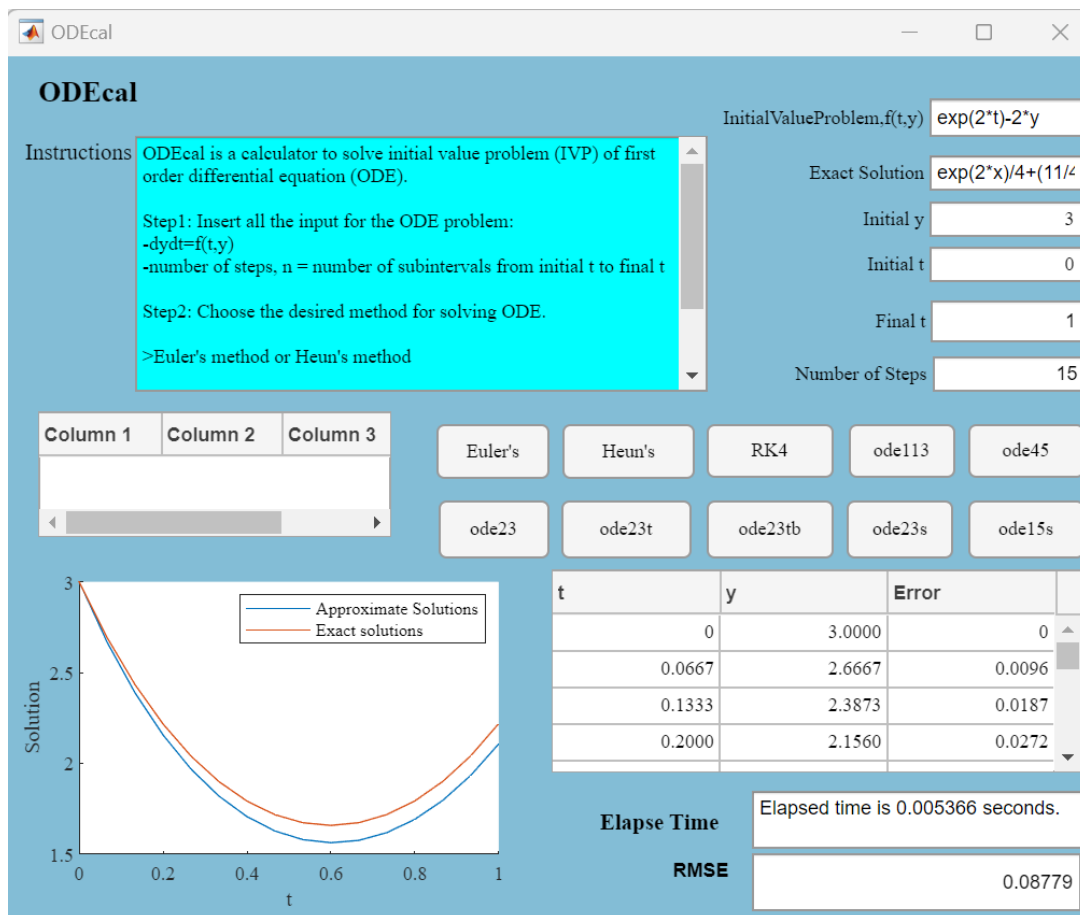 ODEcal
ODEcal
InitialValueProblem,f(t,y) exp(2*t)-2*y
Instructions
ODEcal is a calculator to solve initial value problem (IVP) of first
order differential equation (ODE).
Step1: Insert all the input for the ODE problem:
-dydt=f(t,y)
-number of steps, n = number of subintervals from initial t to final t
Step2: Choose the desired method for solving ODE.
>Euler's method or Heun's method
Exact Solution exp(2*x)/4+(11/4
Initial y 3
Initial t 0
Final t 1
Number of Steps 15
Column 1 Column 2 Column 3
Euler's Heun's RK4 ode113 ode45
ode23 ode23t ode23tb ode23s ode15s
3
2.5
2
1.5
Solution
Approximate Solutions
Exact solutions
0 0.2 0.4 0.6 0.8 1
t
t y Error
0 3.0000 0
0.0667 2.6667 0.0096
0.1333 2.3873 0.0187
0.2000 2.1560 0.0272
Elapse Time Elapsed time is 0.005366 seconds.
RMSE 0.08779